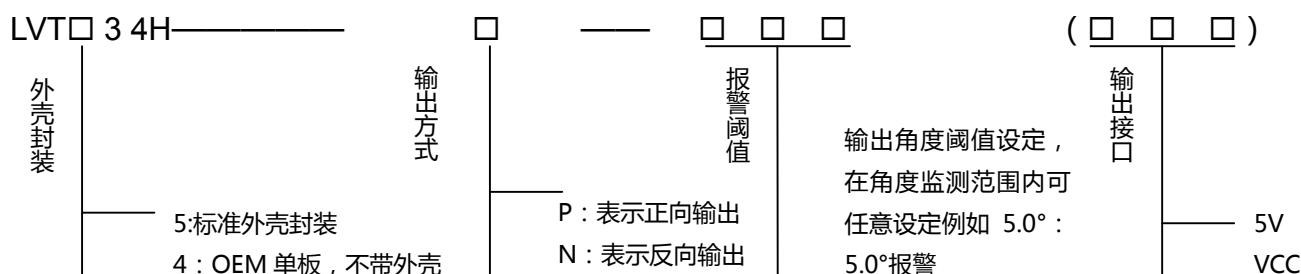 LVT□ 3 4H————— □ —— □ □ □ (□ □ □)
外壳封装
输出方式
报警阈值
输出接口
5:标准外壳封装
4：OEM 单板，不带外壳
P：表示正向输出
N：表示反向输出
输出角度阈值设定，
在角度监测范围内可
任意设定例如 5.0°：
5.0°报警
5V
VCC